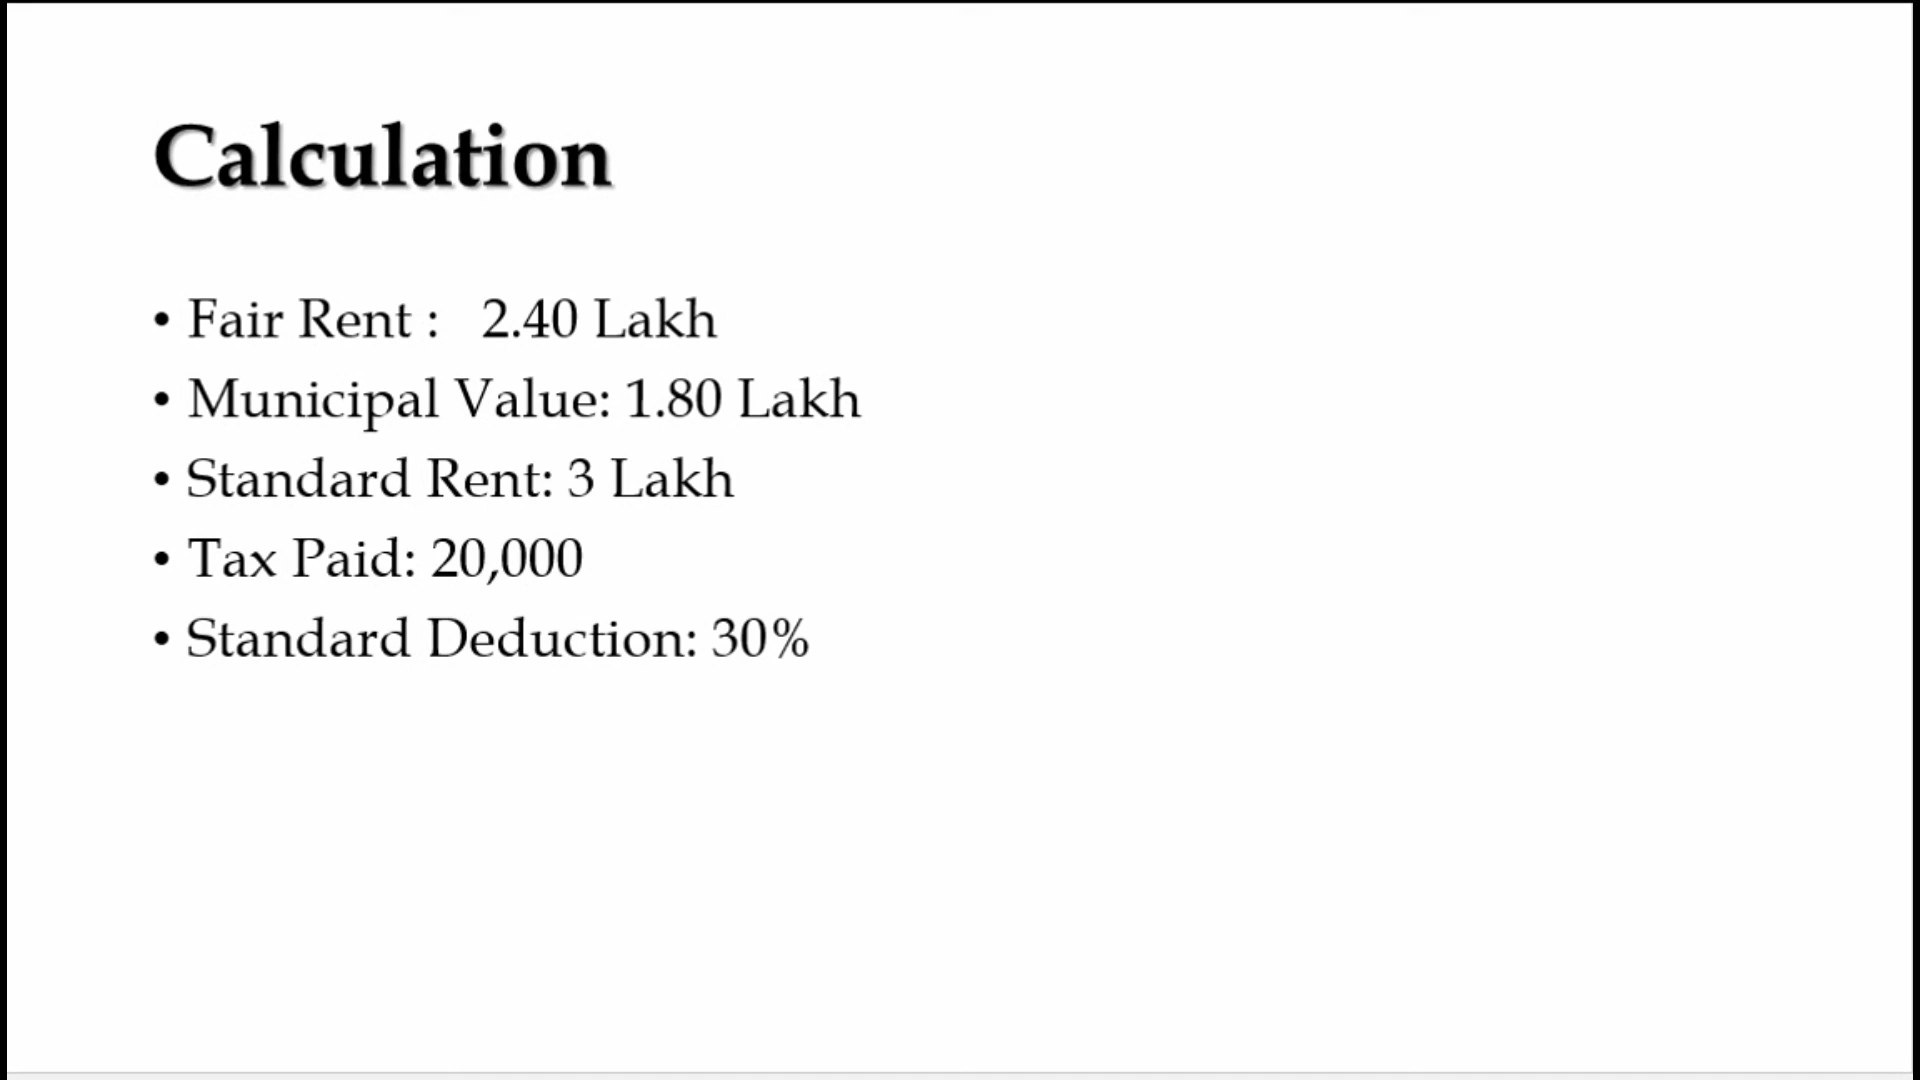 Calculation
• Fair Rent : 2.40 Lakh
• Municipal Value: 1.80 Lakh
• Standard Rent: 3 Lakh
• Tax Paid: 20,000
• Standard Deduction: 30%